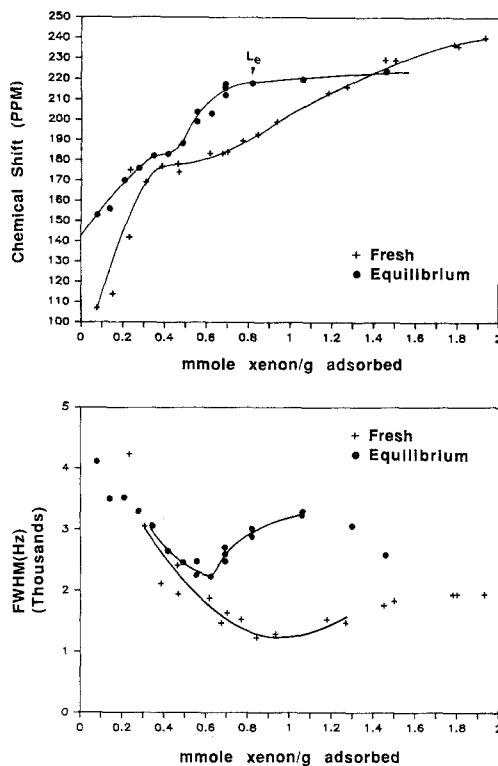 250
240
230
220
210
200
190
180
170
160
150
140
130
120
110
100
Chemical Shift (PPM)
Le
+ Fresh
● Equilibrium
0 0.2 0.4 0.6 0.8 1 1.2 1.4 1.6 1.8 2
mmole xenon/g adsorbed
5
4
3
2
1
0
FWHM(Hz)
(Thousands)
+ Fresh
● Equilibrium
0 0.2 0.4 0.6 0.8 1 1.2 1.4 1.6 1.8 2
mmole xenon/g adsorbed